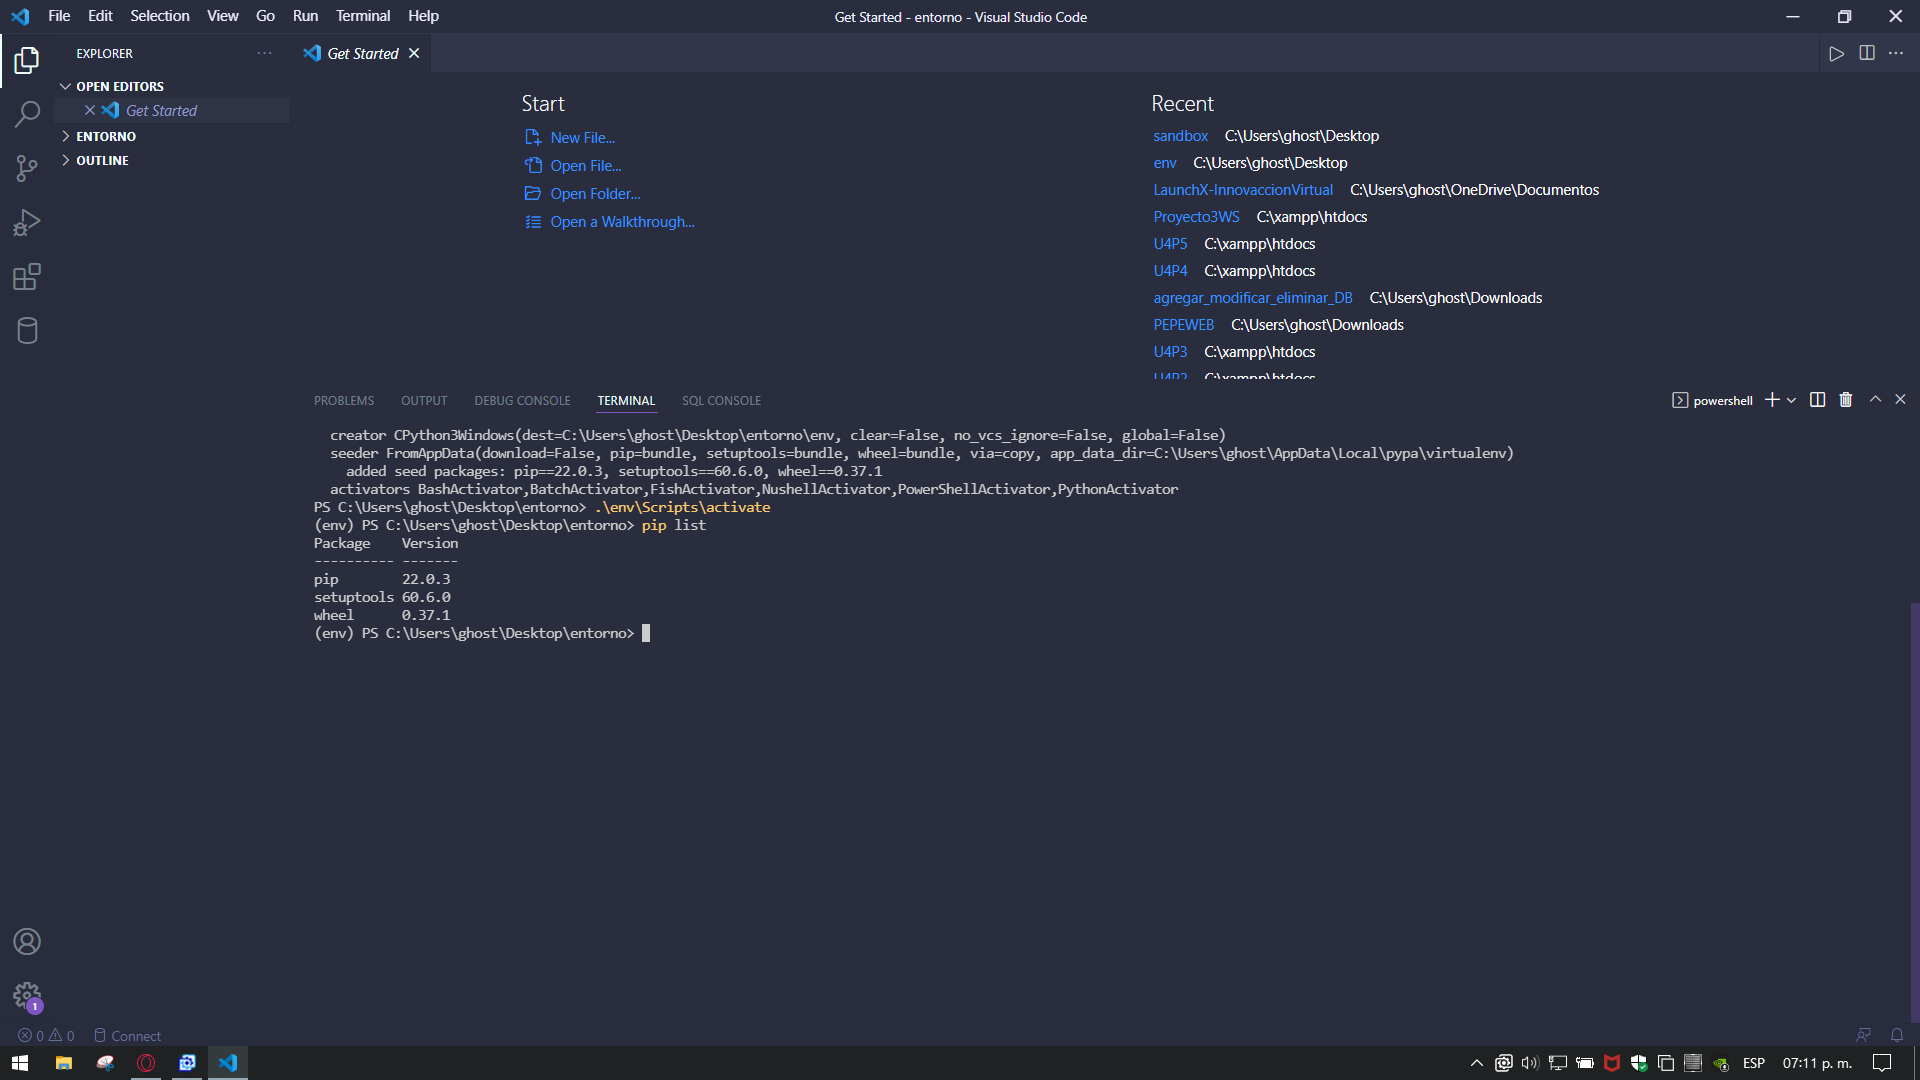 File Edit Selection View Go Run Terminal Help
Get Started - entorno - Visual Studio Code
EXPLORER
OPEN EDITORS
Get Started
ENTORNO
OUTLINE
Get Started
Start
New File...
Open File...
Open Folder...
Open a Walkthrough...
Recent
sandbox C:\Users\ghost\Desktop
env C:\Users\ghost\Desktop
LaunchX-InnovaccionVirtual C:\Users\ghost\OneDrive\Documentos
Proyecto3WS C:\xampp\htdocs
U4P5 C:\xampp\htdocs
U4P4 C:\xampp\htdocs
agregar_modificar_eliminar_DB C:\Users\ghost\Downloads
PEPEWEB C:\Users\ghost\Downloads
U4P3 C:\xampp\htdocs
U4P2 C:\xampp\htdocs
PROBLEMS OUTPUT DEBUG CONSOLE TERMINAL SQL CONSOLE
powershell
creator CPython3Windows(dest=C:\Users\ghost\Desktop\entorno\env, clear=False, no_vcs_ignore=False, global=False)
seeder FromAppData(download=False, pip=bundle, setuptools=bundle, wheel=bundle, via=copy, app_data_dir=C:\Users\ghost\AppData\Local\pypa\virtualenv)
added seed packages: pip==22.0.3, setuptools==60.6.0, wheel==0.37.1
activators BashActivator,BatchActivator,FishActivator,NushellActivator,PowerShellActivator,PythonActivator
PS C:\Users\ghost\Desktop\entorno> .\env\Scripts\activate
(env) PS C:\Users\ghost\Desktop\entorno> pip list
Package Version
---------- -------
pip 22.0.3
setuptools 60.6.0
wheel 0.37.1
(env) PS C:\Users\ghost\Desktop\entorno>
1
0 0 Connect
ESP 07:11 p. m.